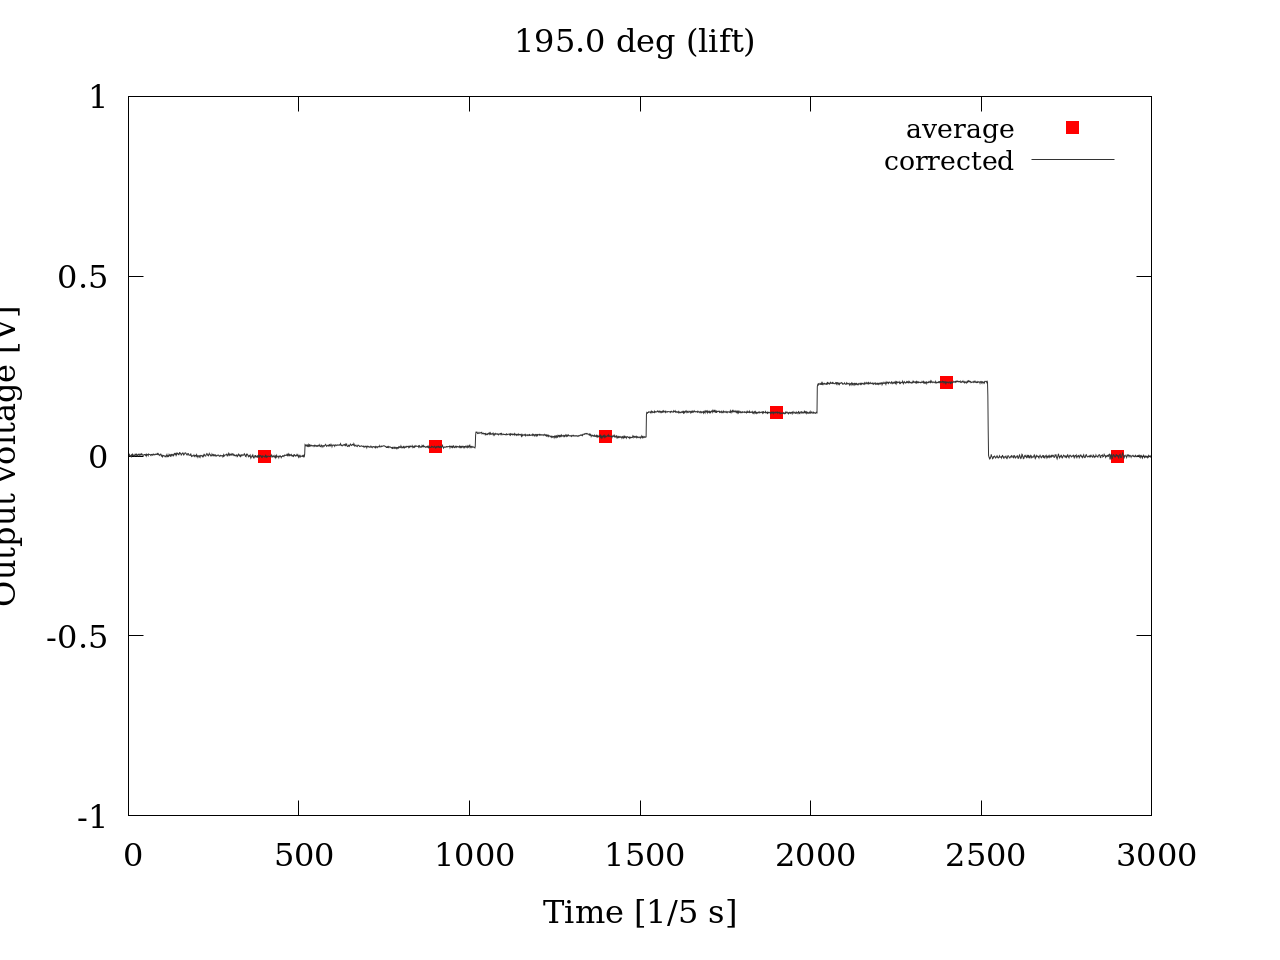 195.0 deg (lift)
average
corrected
1
0.5
0
-0.5
-1
Output voltage [V]
0 500 1000 1500 2000 2500 3000
Time [1/5 s]